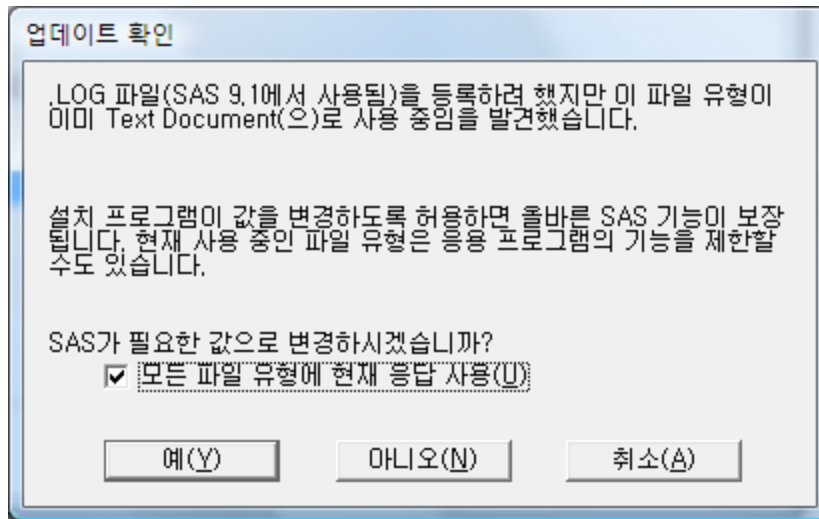 업데이트 확인
.LOG 파일(SAS 9.1에서 사용됨)을 등록하려 했지만 이 파일 유형이
이미 Text Document(으)로 사용 중임을 발견했습니다.
설치 프로그램이 값을 변경하도록 허용하면 올바른 SAS 기능이 보장
됩니다. 현재 사용 중인 파일 유형은 응용 프로그램의 기능을 제한할
수도 있습니다.
SAS가 필요한 값으로 변경하시겠습니까?
모든 파일 유형에 현재 응답 사용(U)
예(Y) 아니오(N) 취소(A)